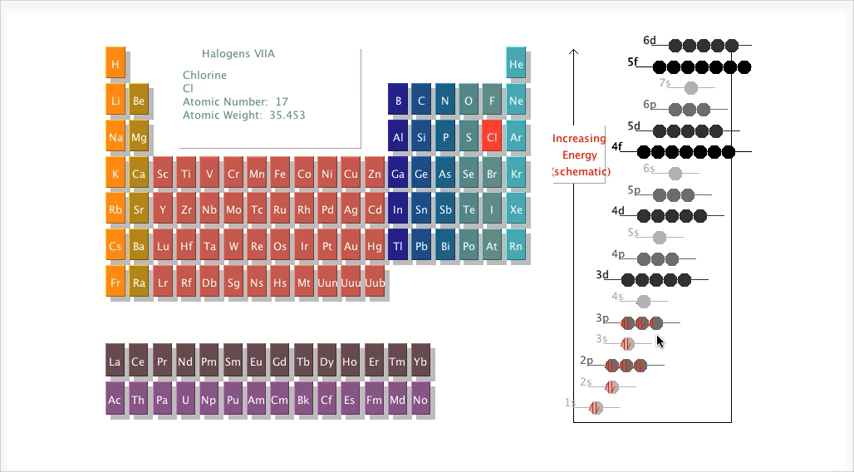 Halogens VIIA
Chlorine
Cl
Atomic Number: 17
Atomic Weight: 35.453
H He
Li Be B C N O F Ne
Na Mg Al Si P S Cl Ar
K Ca Sc Ti V Cr Mn Fe Co Ni Cu Zn Ga Ge As Se Br Kr
Rb Sr Y Zr Nb Mo Tc Ru Rh Pd Ag Cd In Sn Sb Te I Xe
Cs Ba Lu Hf Ta W Re Os Ir Pt Au Hg Tl Pb Bi Po At Rn
Fr Ra Lr Rf Db Sg Ns Hs Mt Uun Uuu Uub
La Ce Pr Nd Pm Sm Eu Gd Tb Dy Ho Er Tm Yb
Ac Th Pa U Np Pu Am Cm Bk Cf Es Fm Md No
Increasing
Energy
(schematic)
6d
5f
7s
6p
5d
4f
6s
5p
4d
5s
4p
3d
4s
3p
3s
2p
2s
1s